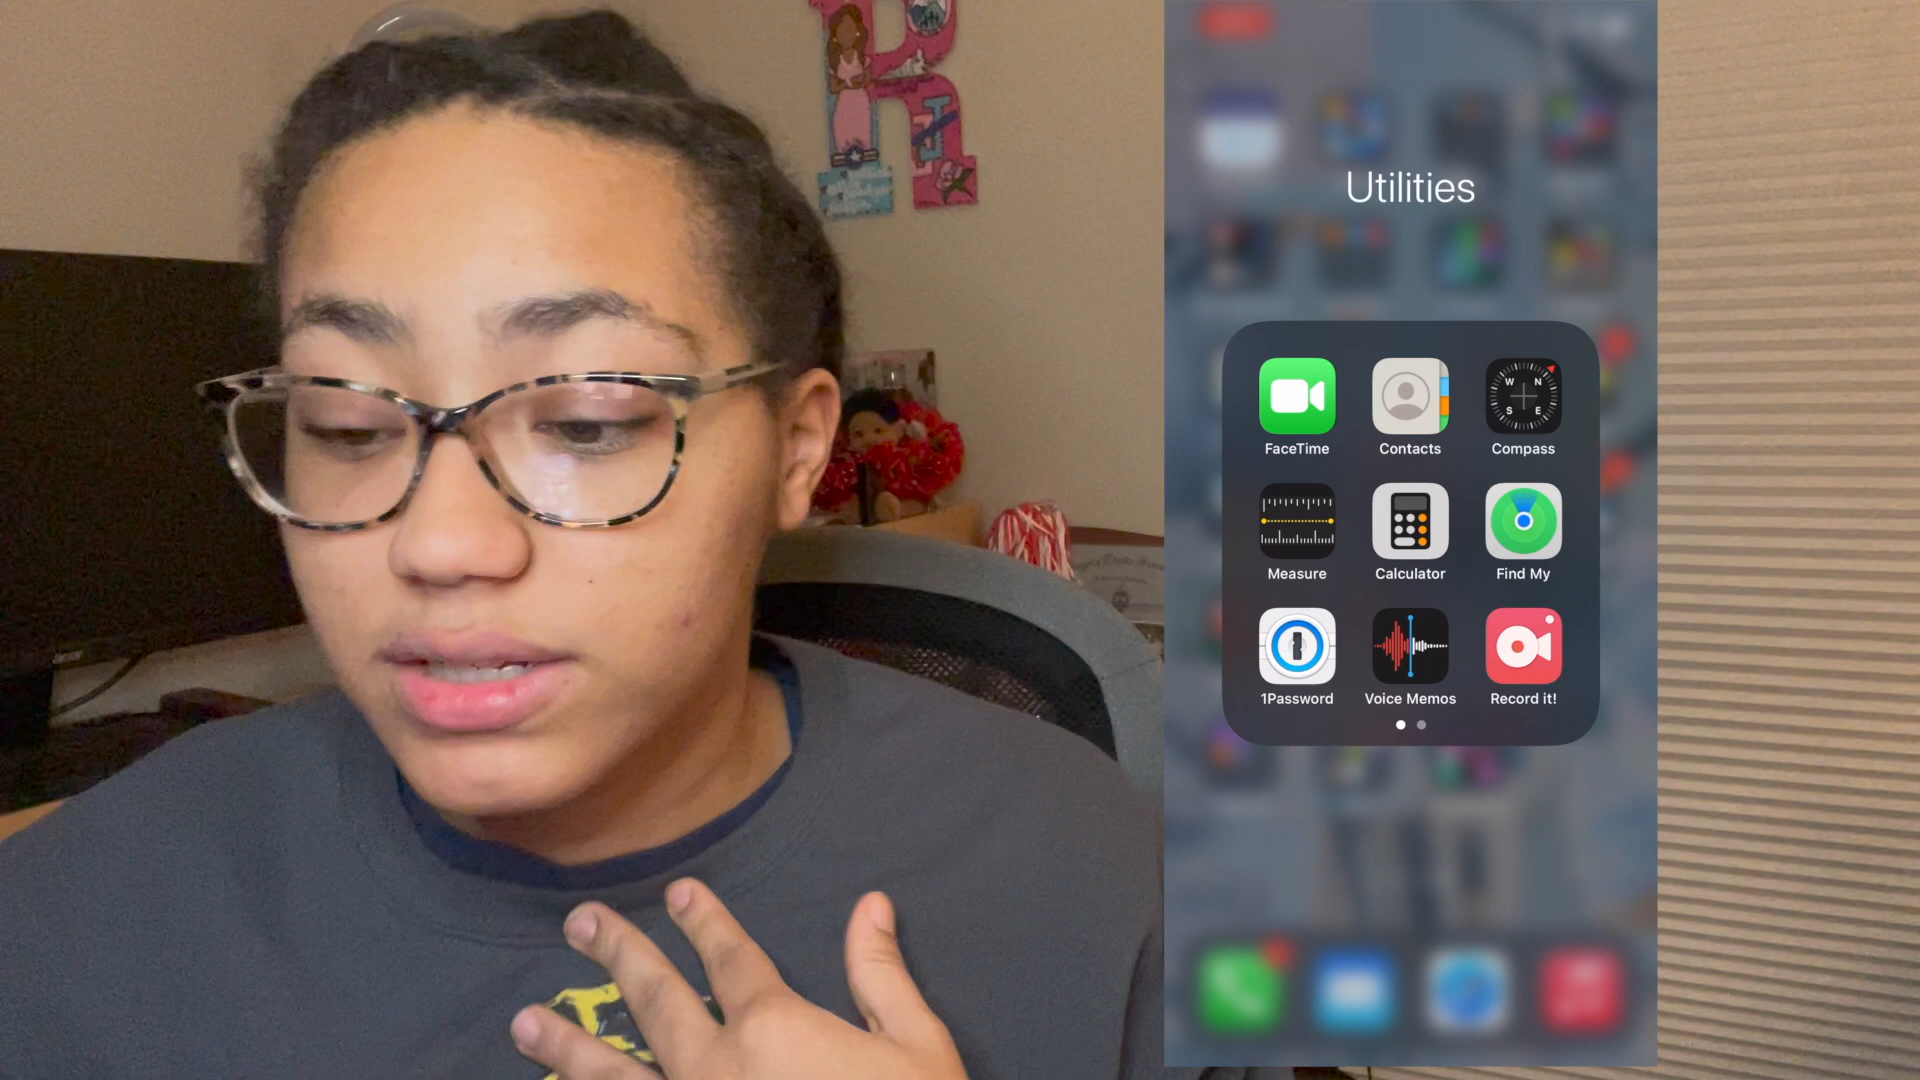 Utilities
FaceTime
Contacts
Compass
W N
S E
Measure
Calculator
Find My
1Password
Voice Memos
Record it!